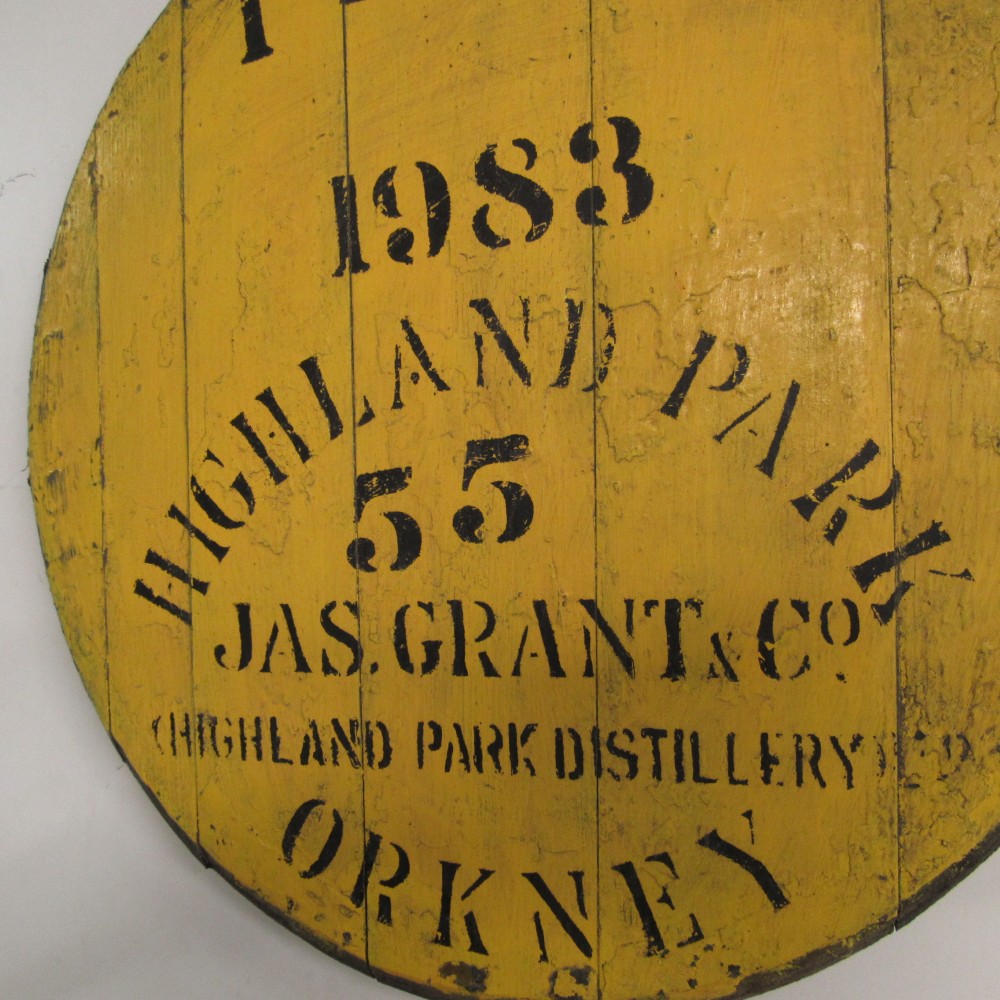 1983
HIGHLAND PARK
55
JAS. GRANT & Co.
(HIGHLAND PARK DISTILLERY)
ORKNEY